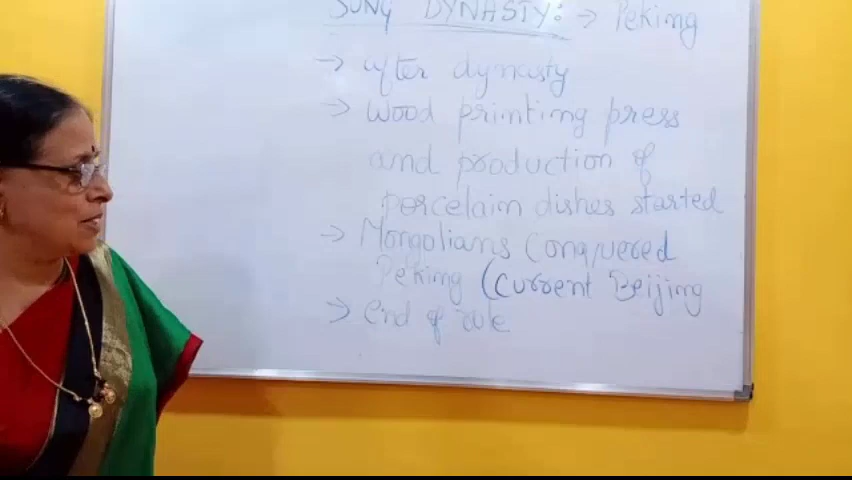 SUNG DYNASTY: → Peking
→ after dynasty
→ wood printing press
and production of
porcelain dishes started
→ Mongolians Conquered
Peking (current Beijing
→ end of rule